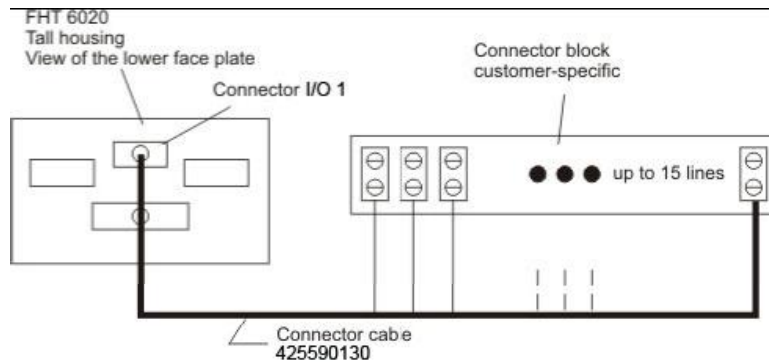 FHT 6020
Tall housing
View of the lower face plate
Connector I/O 1
Connector block
customer-specific
up to 15 lines
Connector cable
425590130